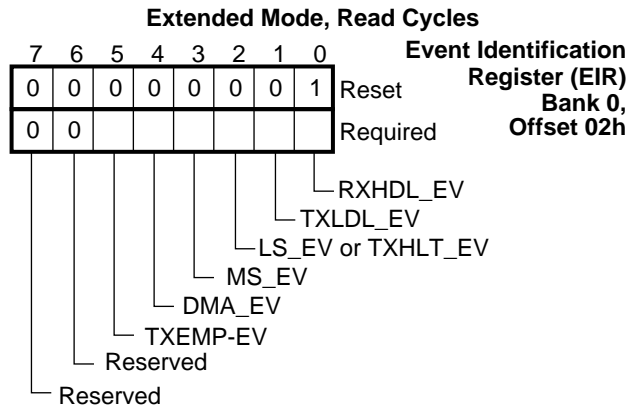 Extended Mode, Read Cycles
Event Identification
Register (EIR)
Bank 0,
Offset 02h
7 6 5 4 3 2 1 0
0 0 0 0 0 0 0 1 Reset
0 0 Required
RXHDL_EV
TXLDL_EV
LS_EV or TXHLT_EV
MS_EV
DMA_EV
TXEMP-EV
Reserved
Reserved